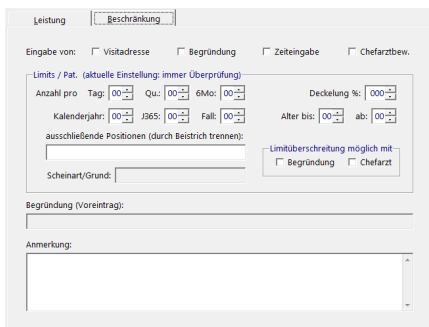 Leistung Beschränkung
Eingabe von: Visitadresse Begründung Zeiteingabe Chefarztbew.
Limits / Pat. (aktuelle Einstellung: immer Überprüfung)
Anzahl pro Tag: 00 Qu.: 00 6Mo: 00 Deckelung %: 000
Kalenderjahr: 00 J365: 00 Fall: 00 Alter bis: 00 ab: 00
ausschließende Positionen (durch Beistrich trennen):
Limitüberschreitung möglich mit
Begründung Chefarzt
Scheinart/Grund:
Begründung (Voreintrag):
Anmerkung: